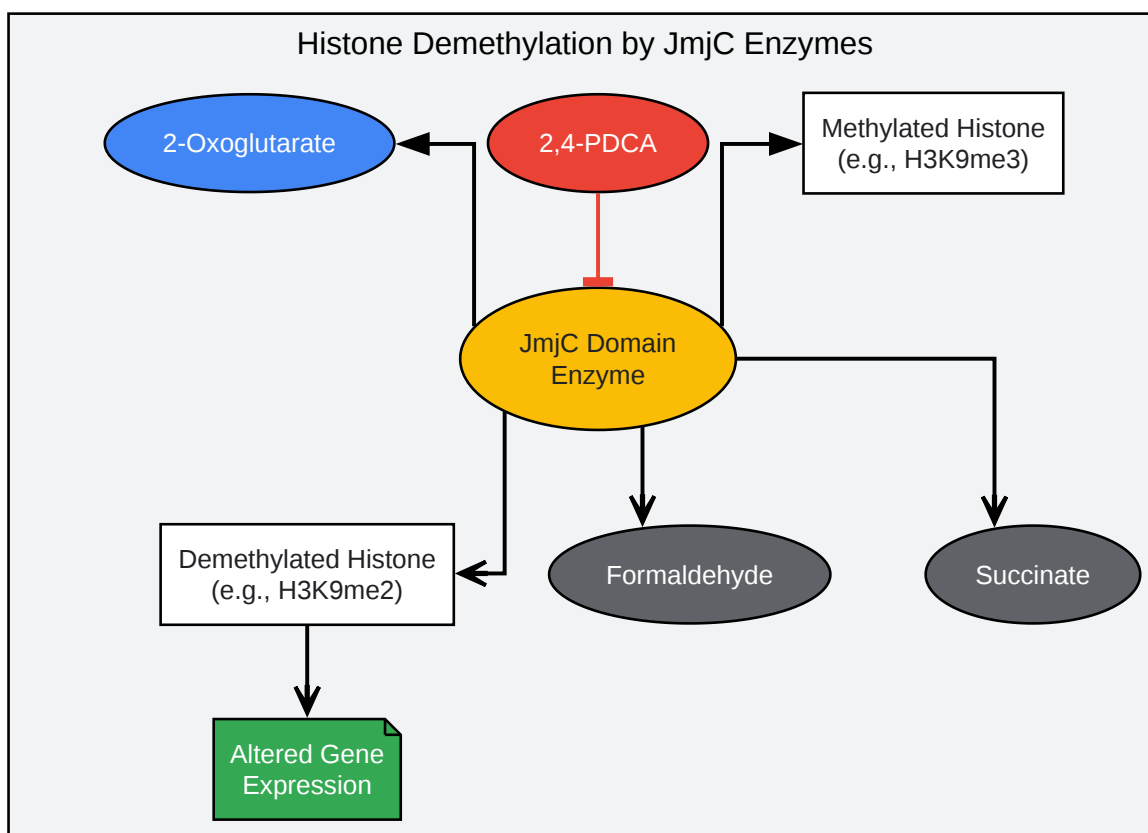 Histone Demethylation by JmjC Enzymes
2-Oxoglutarate
2,4-PDCA
Methylated Histone
(e.g., H3K9me3)
JmjC Domain
Enzyme
Demethylated Histone
(e.g., H3K9me2)
Formaldehyde
Succinate
Altered Gene
Expression